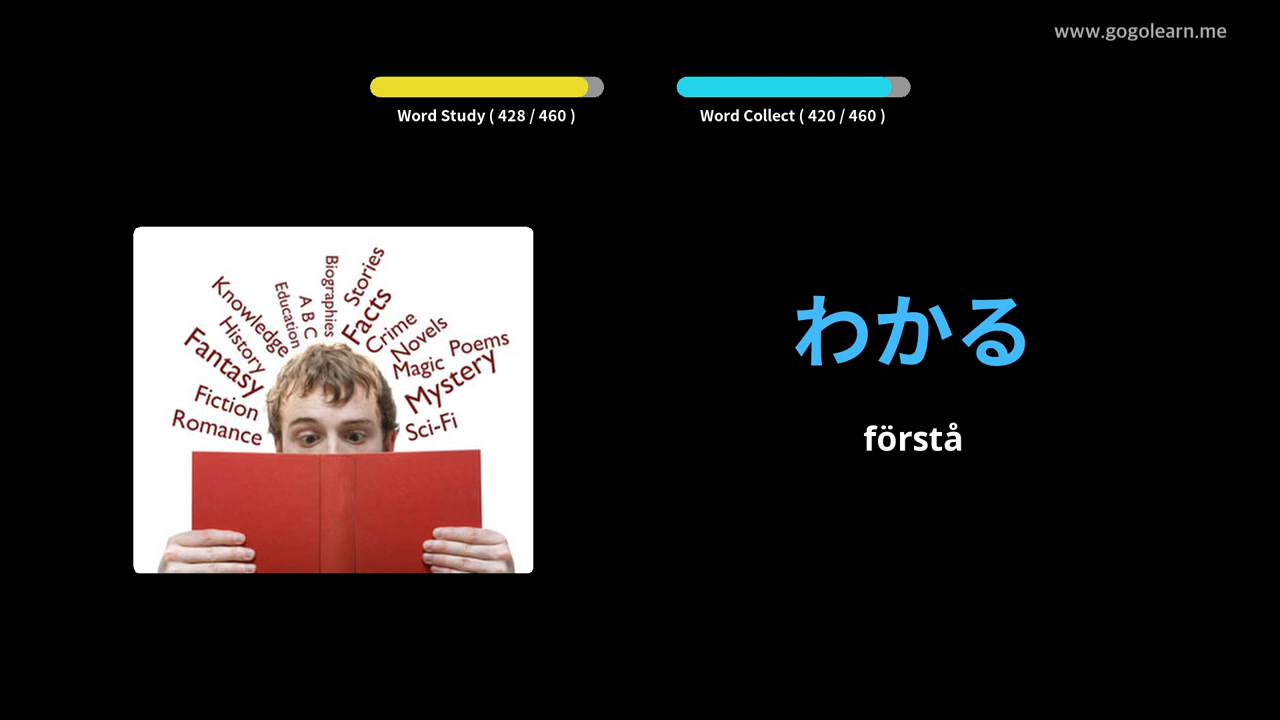 www.gogolearn.me
Word Study ( 428 / 460 )
Word Collect ( 420 / 460 )
Biographies
Stories
Education
A B C
Facts
Knowledge
Crime
History
Novels
Fantasy
Magic
Poems
Mystery
Fiction
Romance
Sci-Fi
わかる
förstå